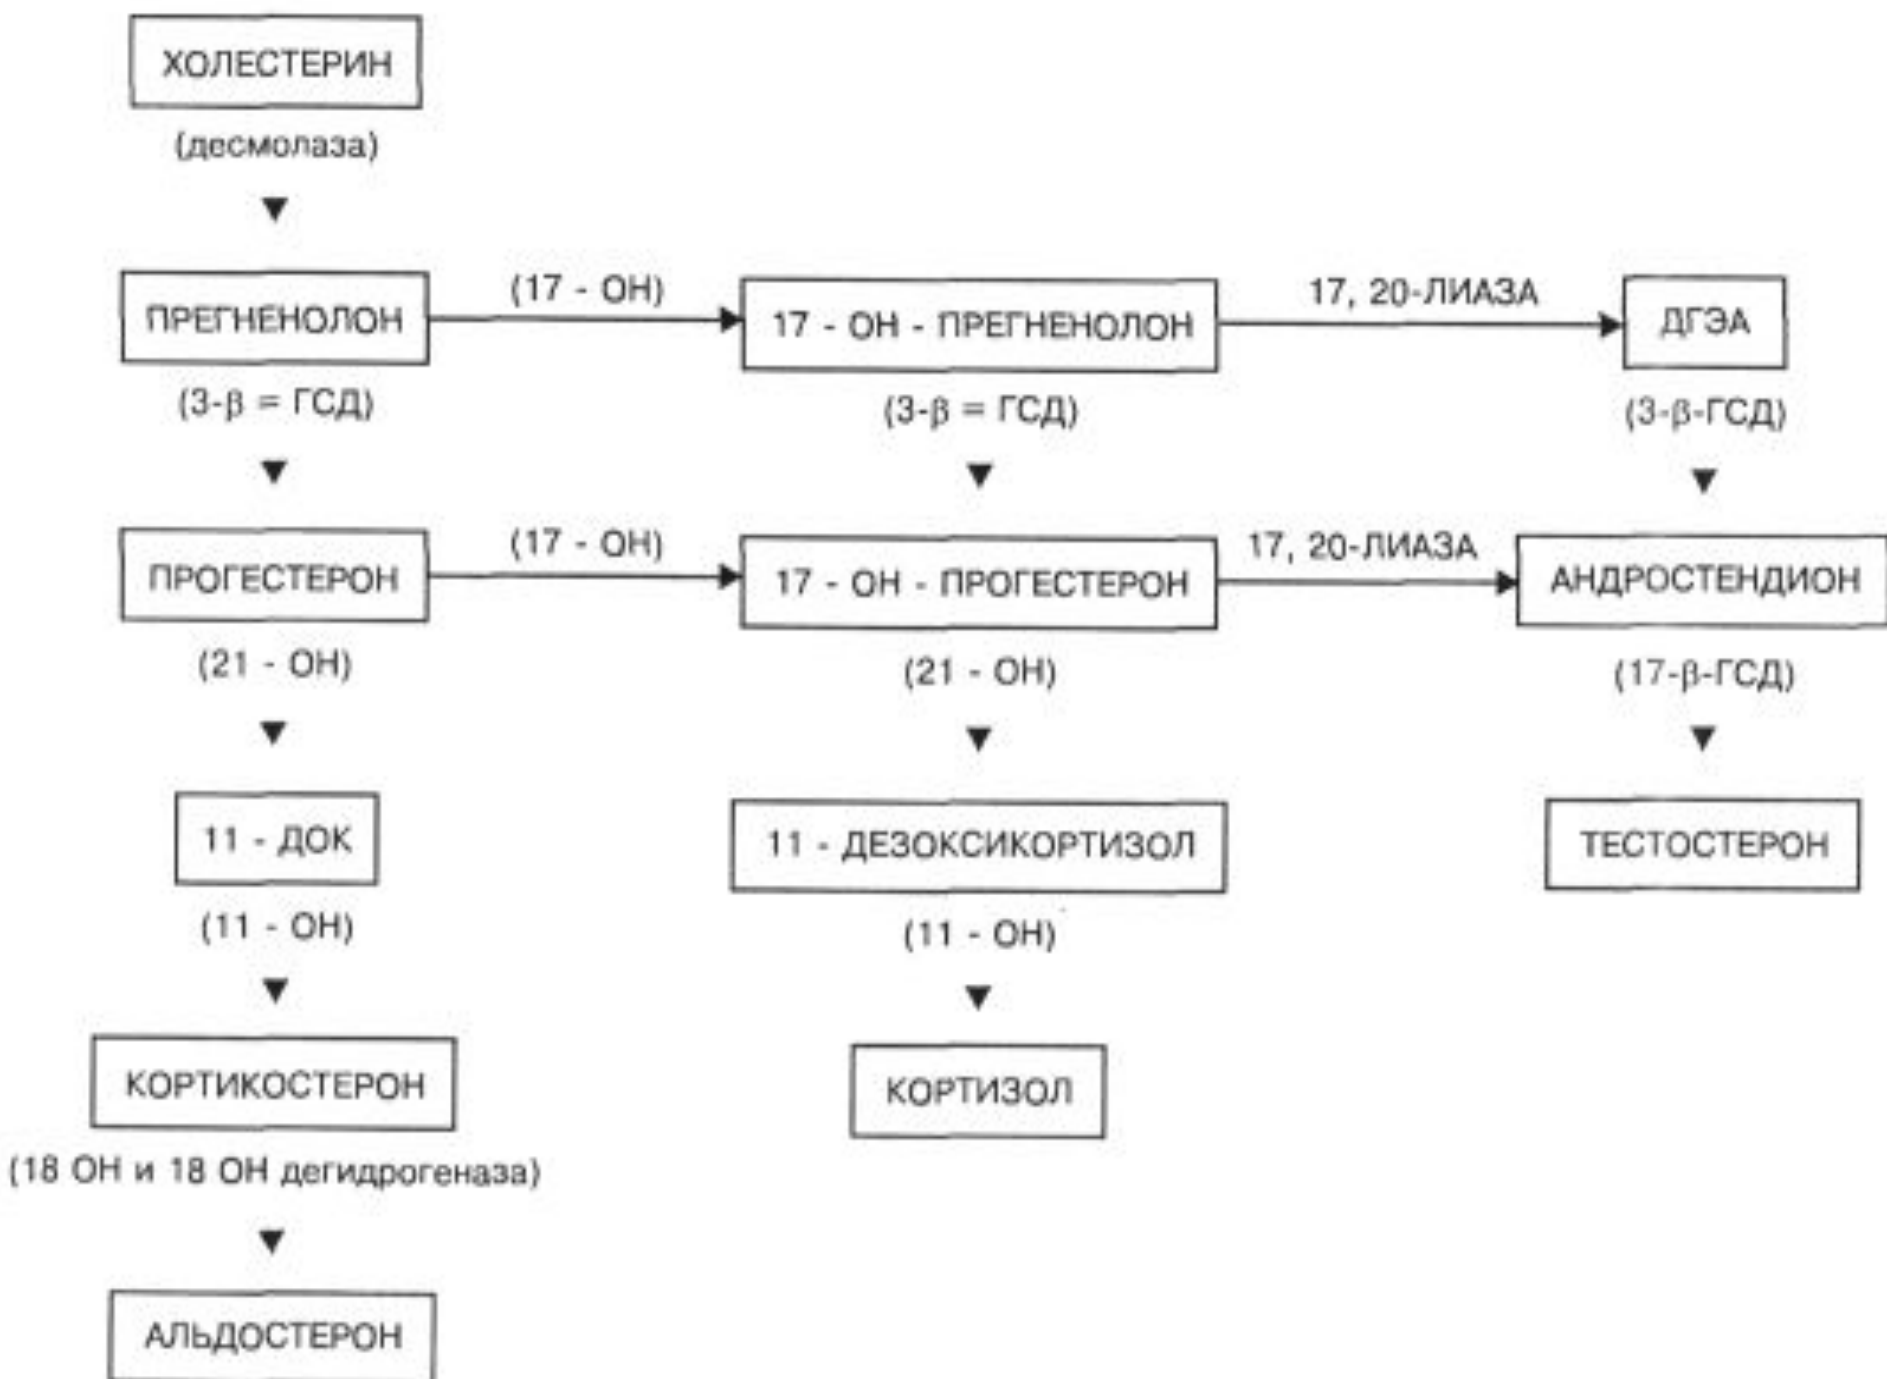 ХОЛЕСТЕРИН
(десмолаза)
ПРЕГНЕНОЛОН
(17 - ОН)
17 - ОН - ПРЕГНЕНОЛОН
17, 20-ЛИАЗА
ДГЭА
(3-β = ГСД)
(3-β = ГСД)
(3-β-ГСД)
ПРОГЕСТЕРОН
(17 - ОН)
17 - ОН - ПРОГЕСТЕРОН
17, 20-ЛИАЗА
АНДРОСТЕНДИОН
(21 - ОН)
(21 - ОН)
(17-β-ГСД)
11 - ДОК
11 - ДЕЗОКСИКОРТИЗОЛ
ТЕСТОСТЕРОН
(11 - ОН)
(11 - ОН)
КОРТИКОСТЕРОН
КОРТИЗОЛ
(18 ОН и 18 ОН дегидрогеназа)
АЛЬДОСТЕРОН